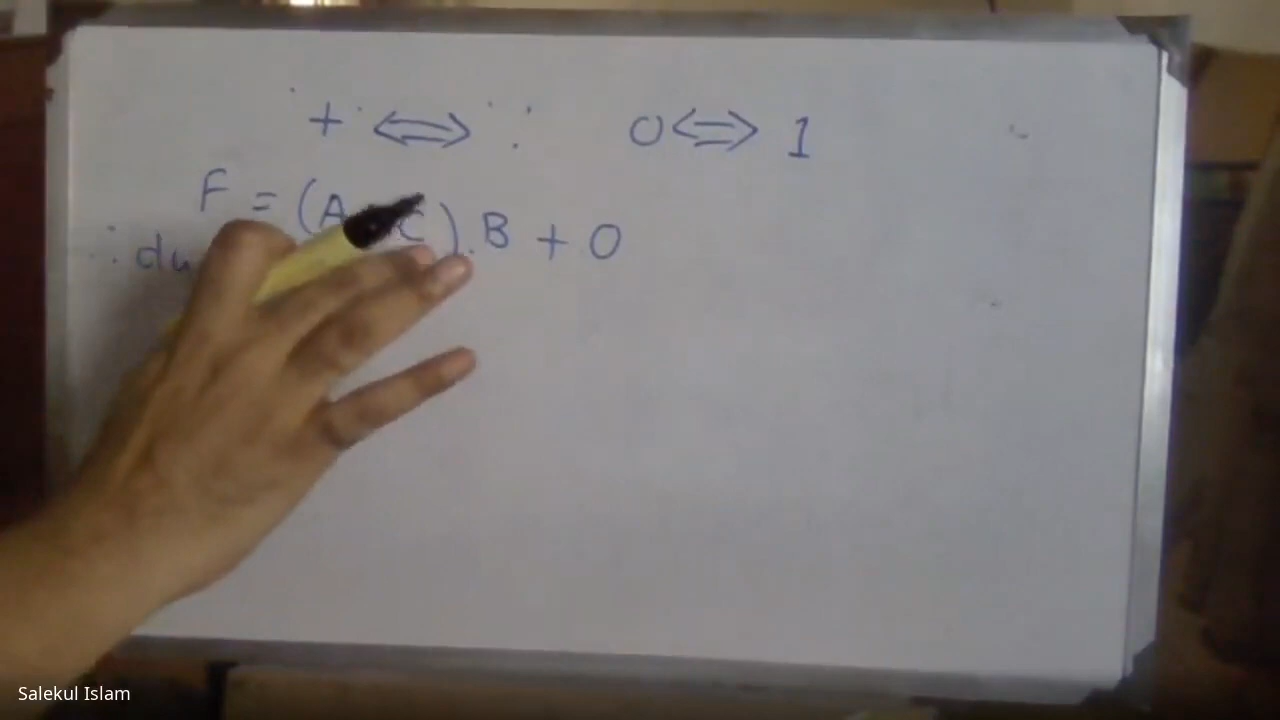 + ⇔ . 0 ⇔ 1
F = (A C) . B + 0
∴
Salekul Islam